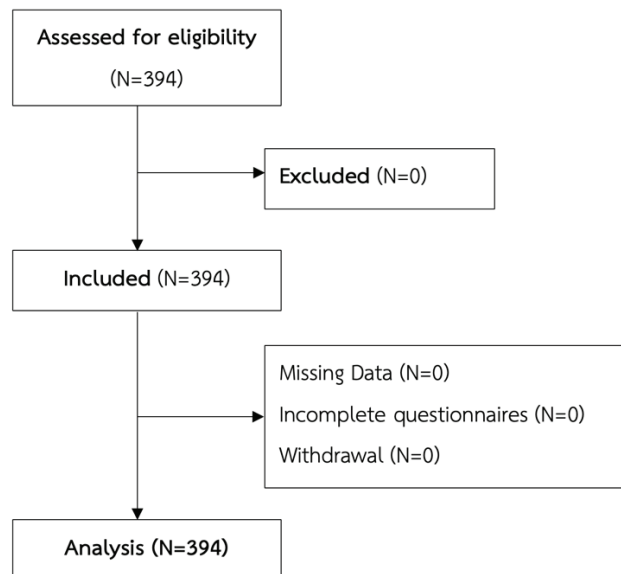 Assessed for eligibility
(N=394)
Excluded (N=0)
Included (N=394)
Missing Data (N=0)
Incomplete questionnaires (N=0)
Withdrawal (N=0)
Analysis (N=394)